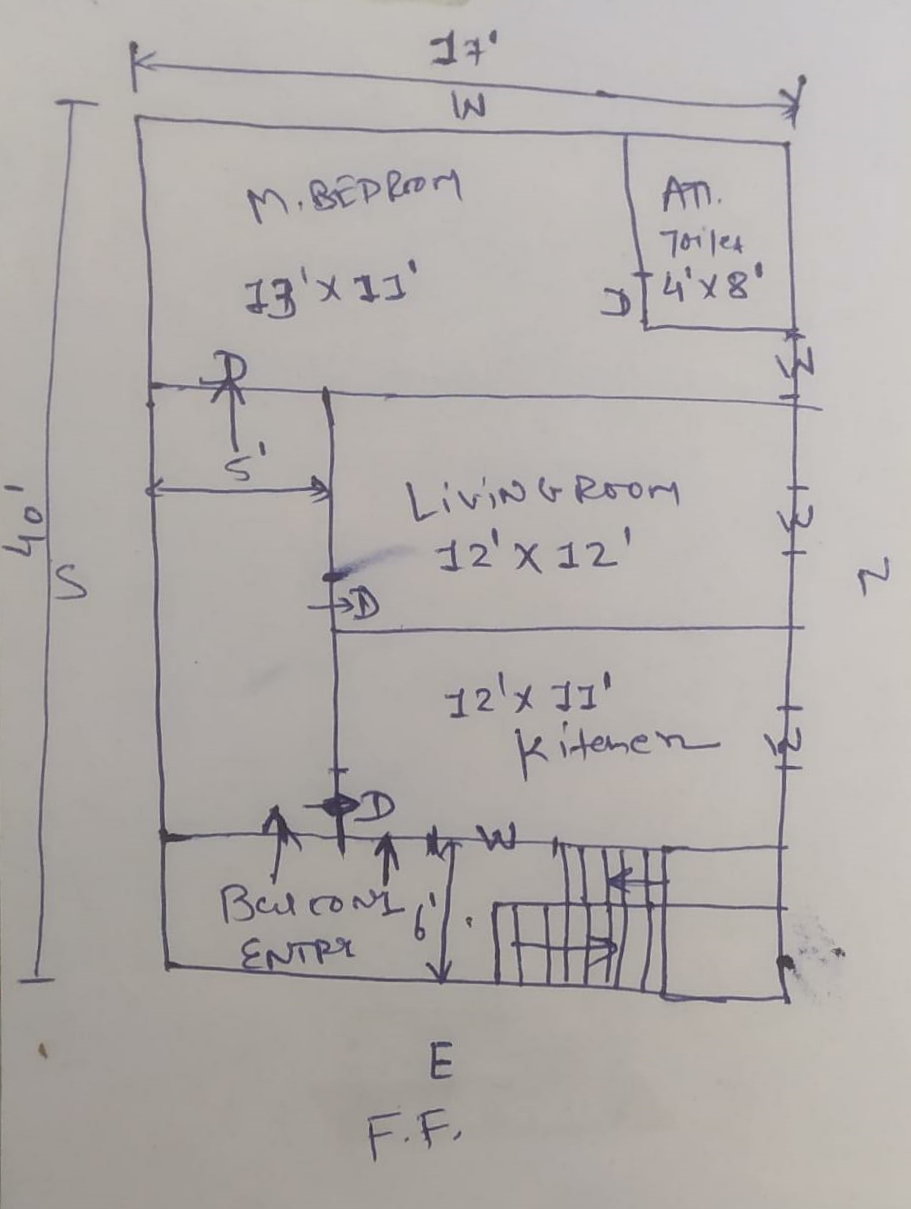 17'
W
M. BEDROOM
13' X 11'
ATT.
Toilet
4' X 8'
D
D
W
5'
LiViNG ROOM
12' X 12'
W
40'
S
N
D
12' X 11'
Kitchen
W
D
W
Balcony
6'
ENTRY
E
F.F.